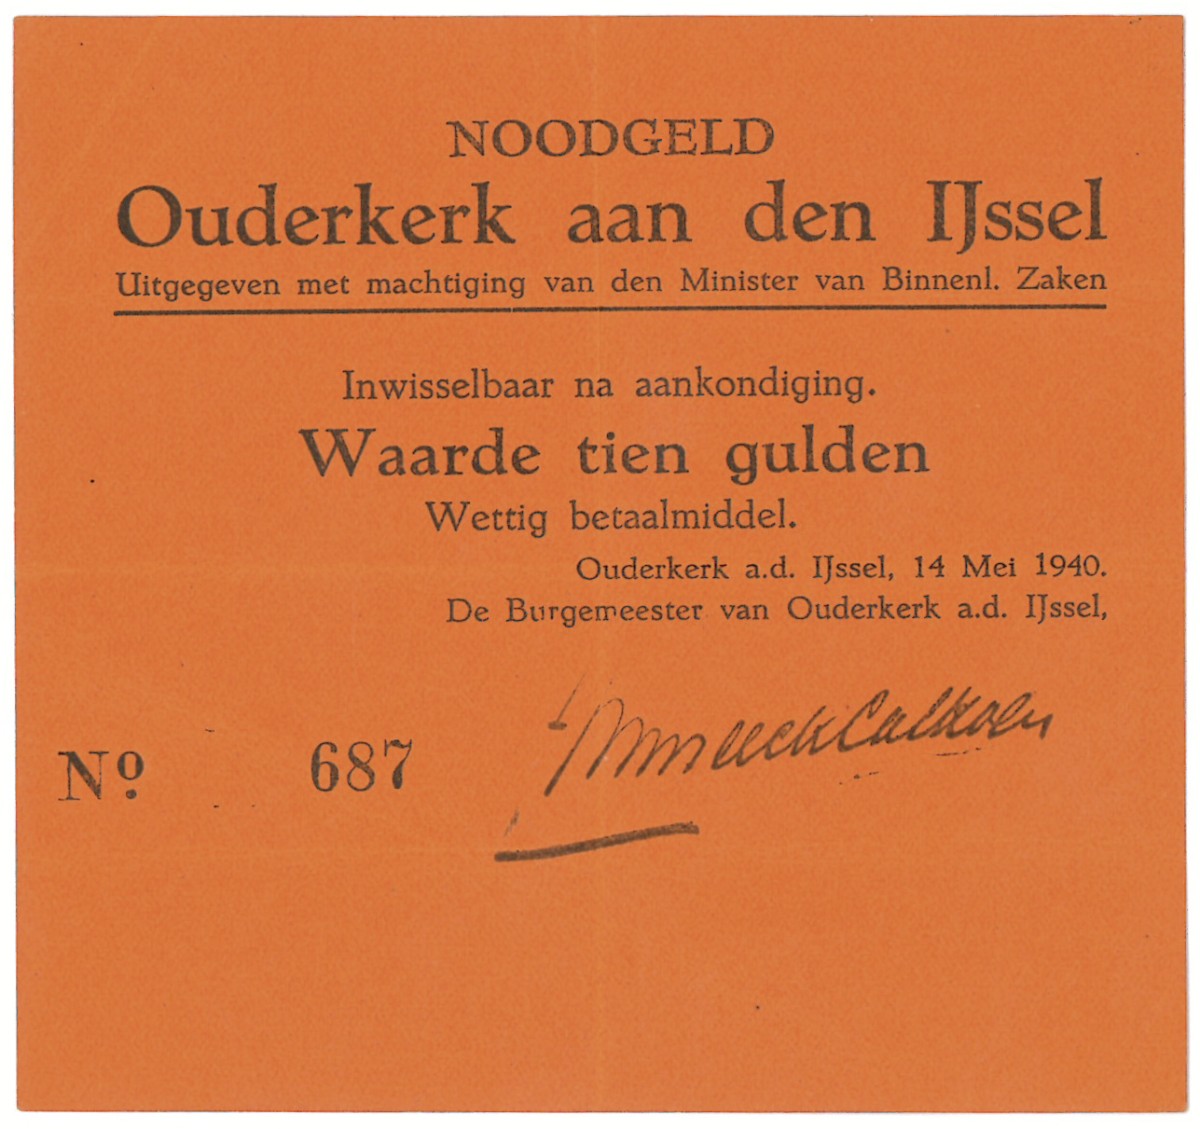 NOODGELD
Ouderkerk aan den IJssel
Uitgegeven met machtiging van den Minister van Binnenl. Zaken
Inwisselbaar na aankondiging.
Waarde tien gulden
Wettig betaalmiddel.
Ouderkerk a.d. IJssel, 14 Mei 1940.
De Burgemeester van Ouderkerk a.d. IJssel,
Calkoen
Nº 687